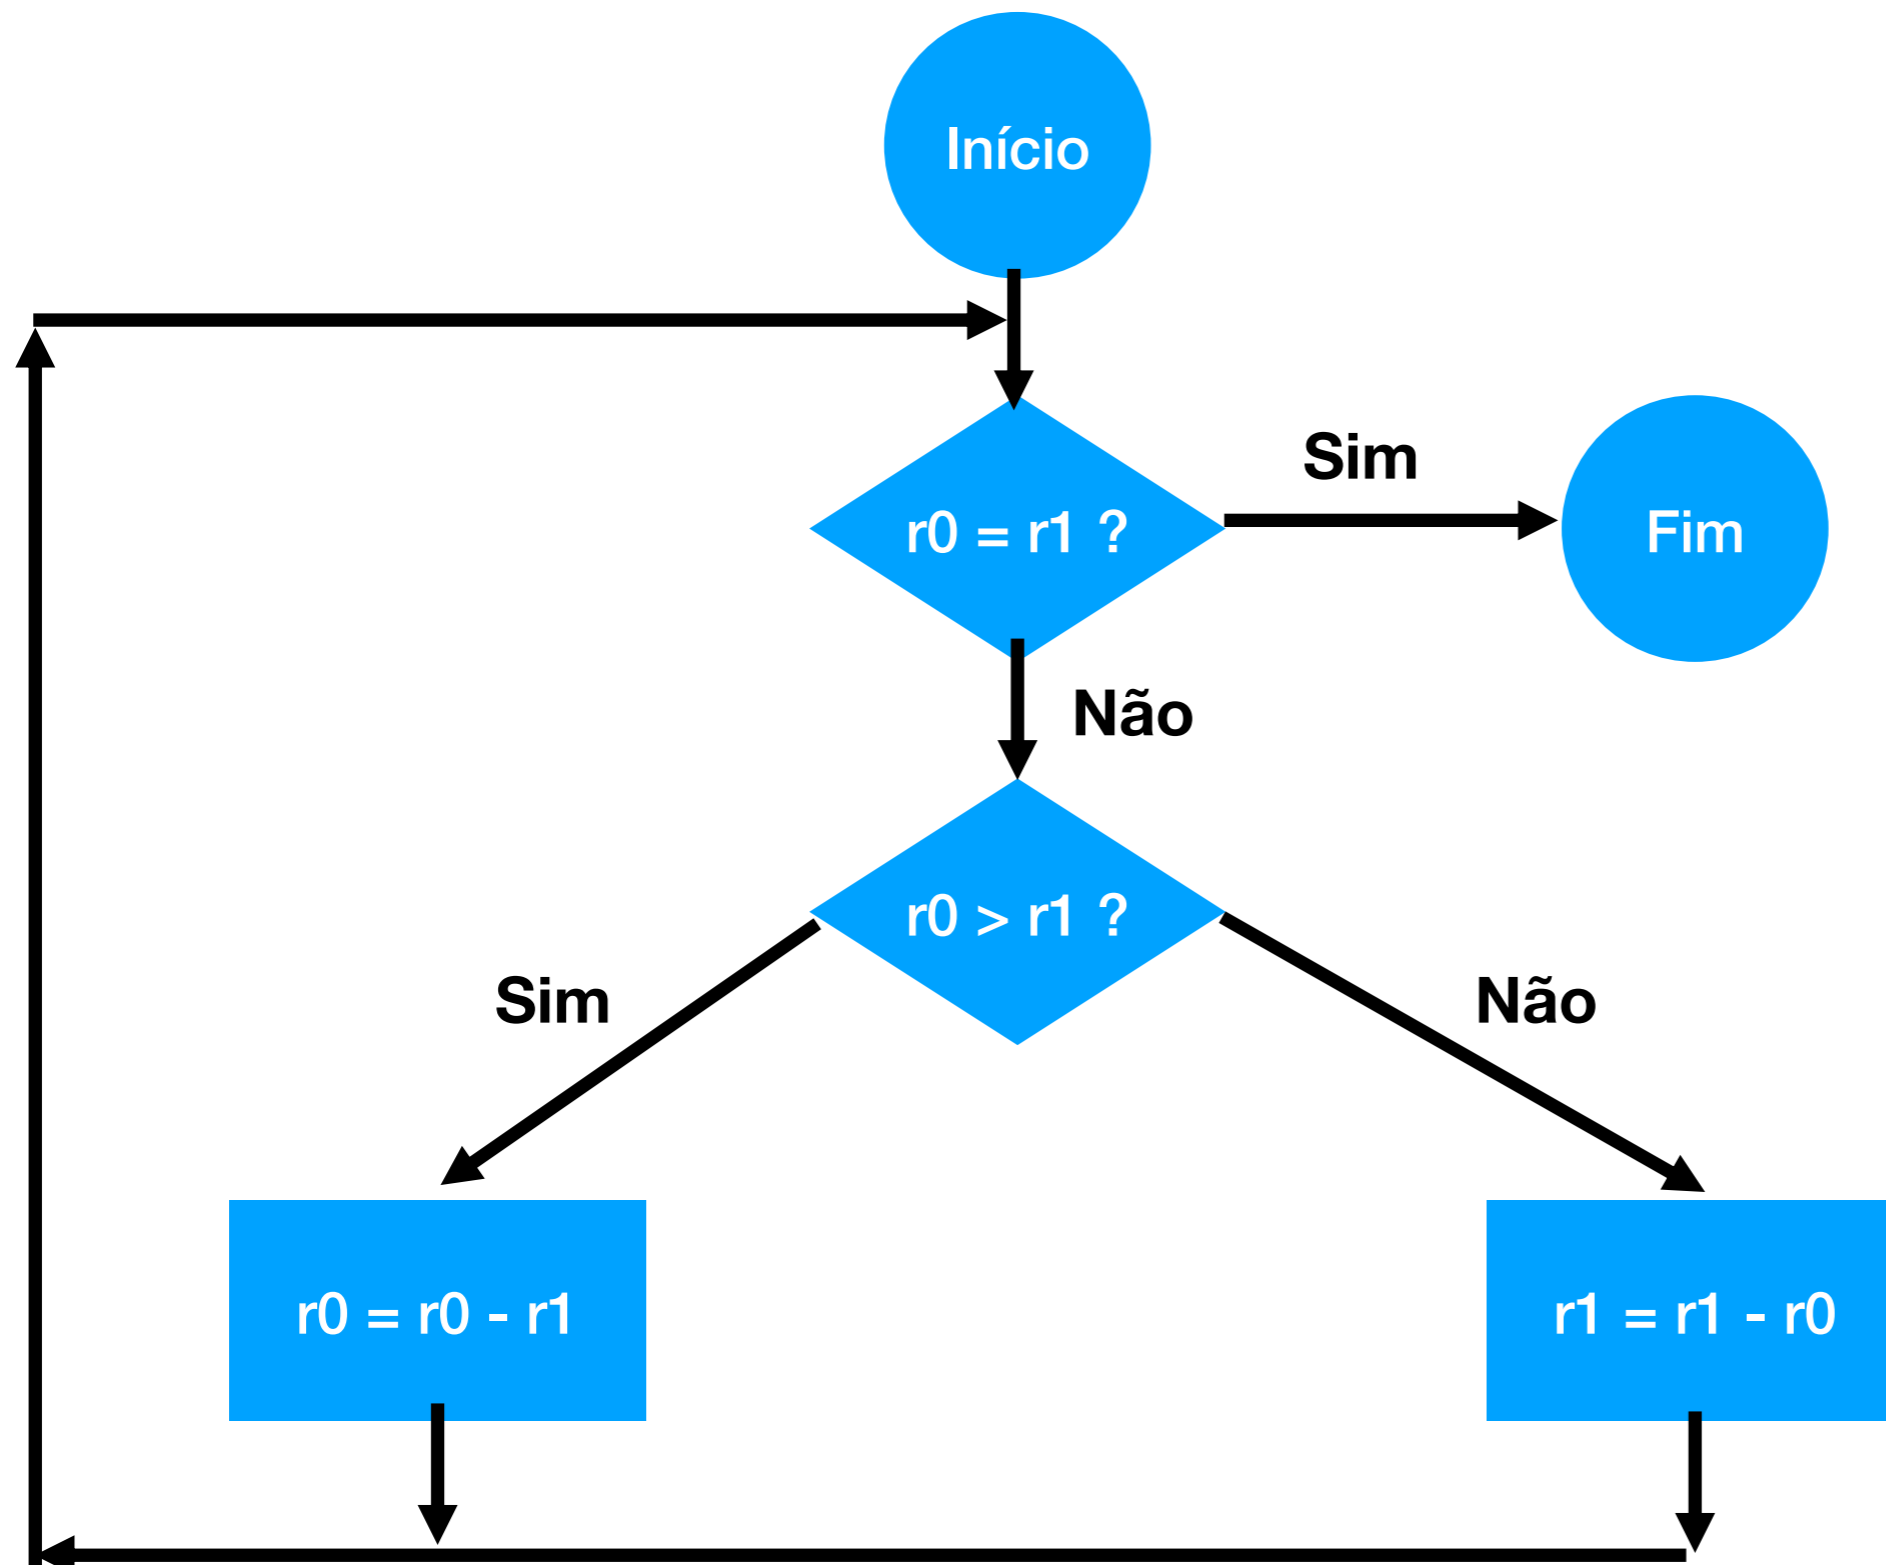 Início
r0 = r1 ?
Sim
Fim
Não
r0 > r1 ?
Sim
Não
r0 = r0 - r1
r1 = r1 - r0